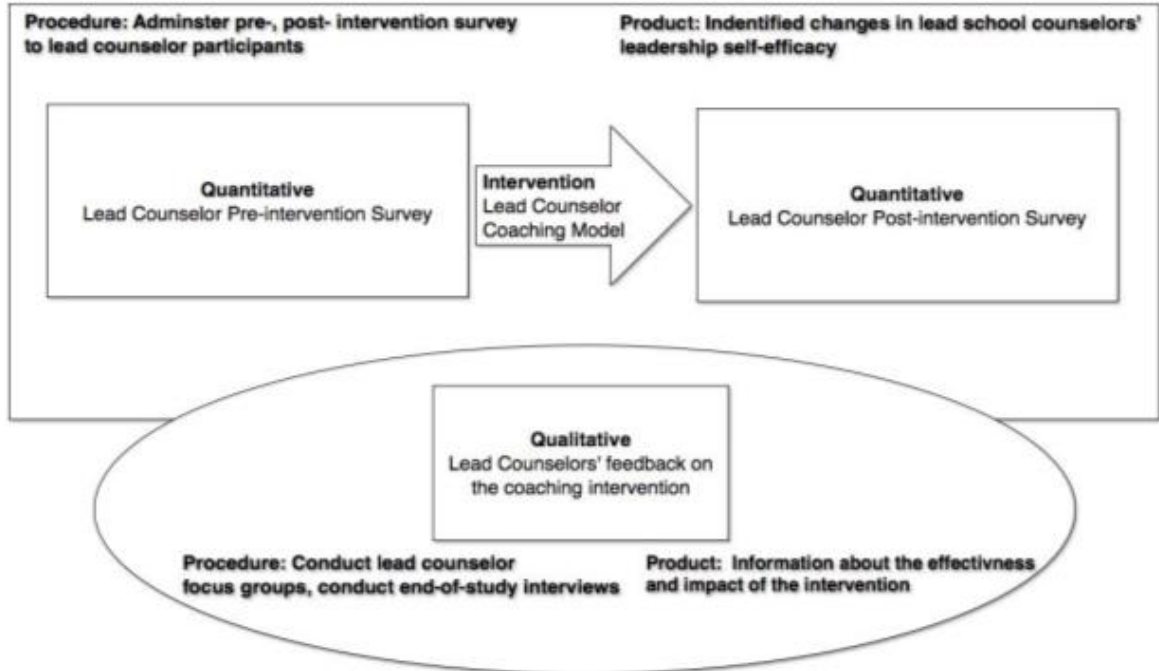 Procedure: Adminster pre-, post- intervention survey
to lead counselor participants
Product: Indentified changes in lead school counselors'
leadership self-efficacy
Quantitative
Lead Counselor Pre-intervention Survey
Intervention
Lead Counselor
Coaching Model
Quantitative
Lead Counselor Post-intervention Survey
Qualitative
Lead Counselors' feedback on
the coaching intervention
Procedure: Conduct lead counselor
focus groups, conduct end-of-study interviews
Product: Information about the effectivness
and impact of the intervention